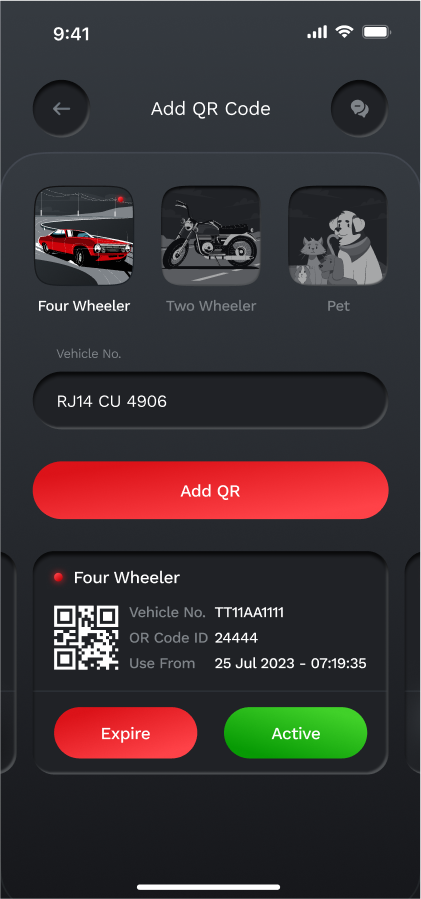 9:41
Add QR Code
Four Wheeler
Two Wheeler
Pet
Vehicle No.
RJ14 CU 4906
Add QR
Four Wheeler
Vehicle No. TT11AA1111
OR Code ID 24444
Use From 25 Jul 2023 - 07:19:35
Expire
Active